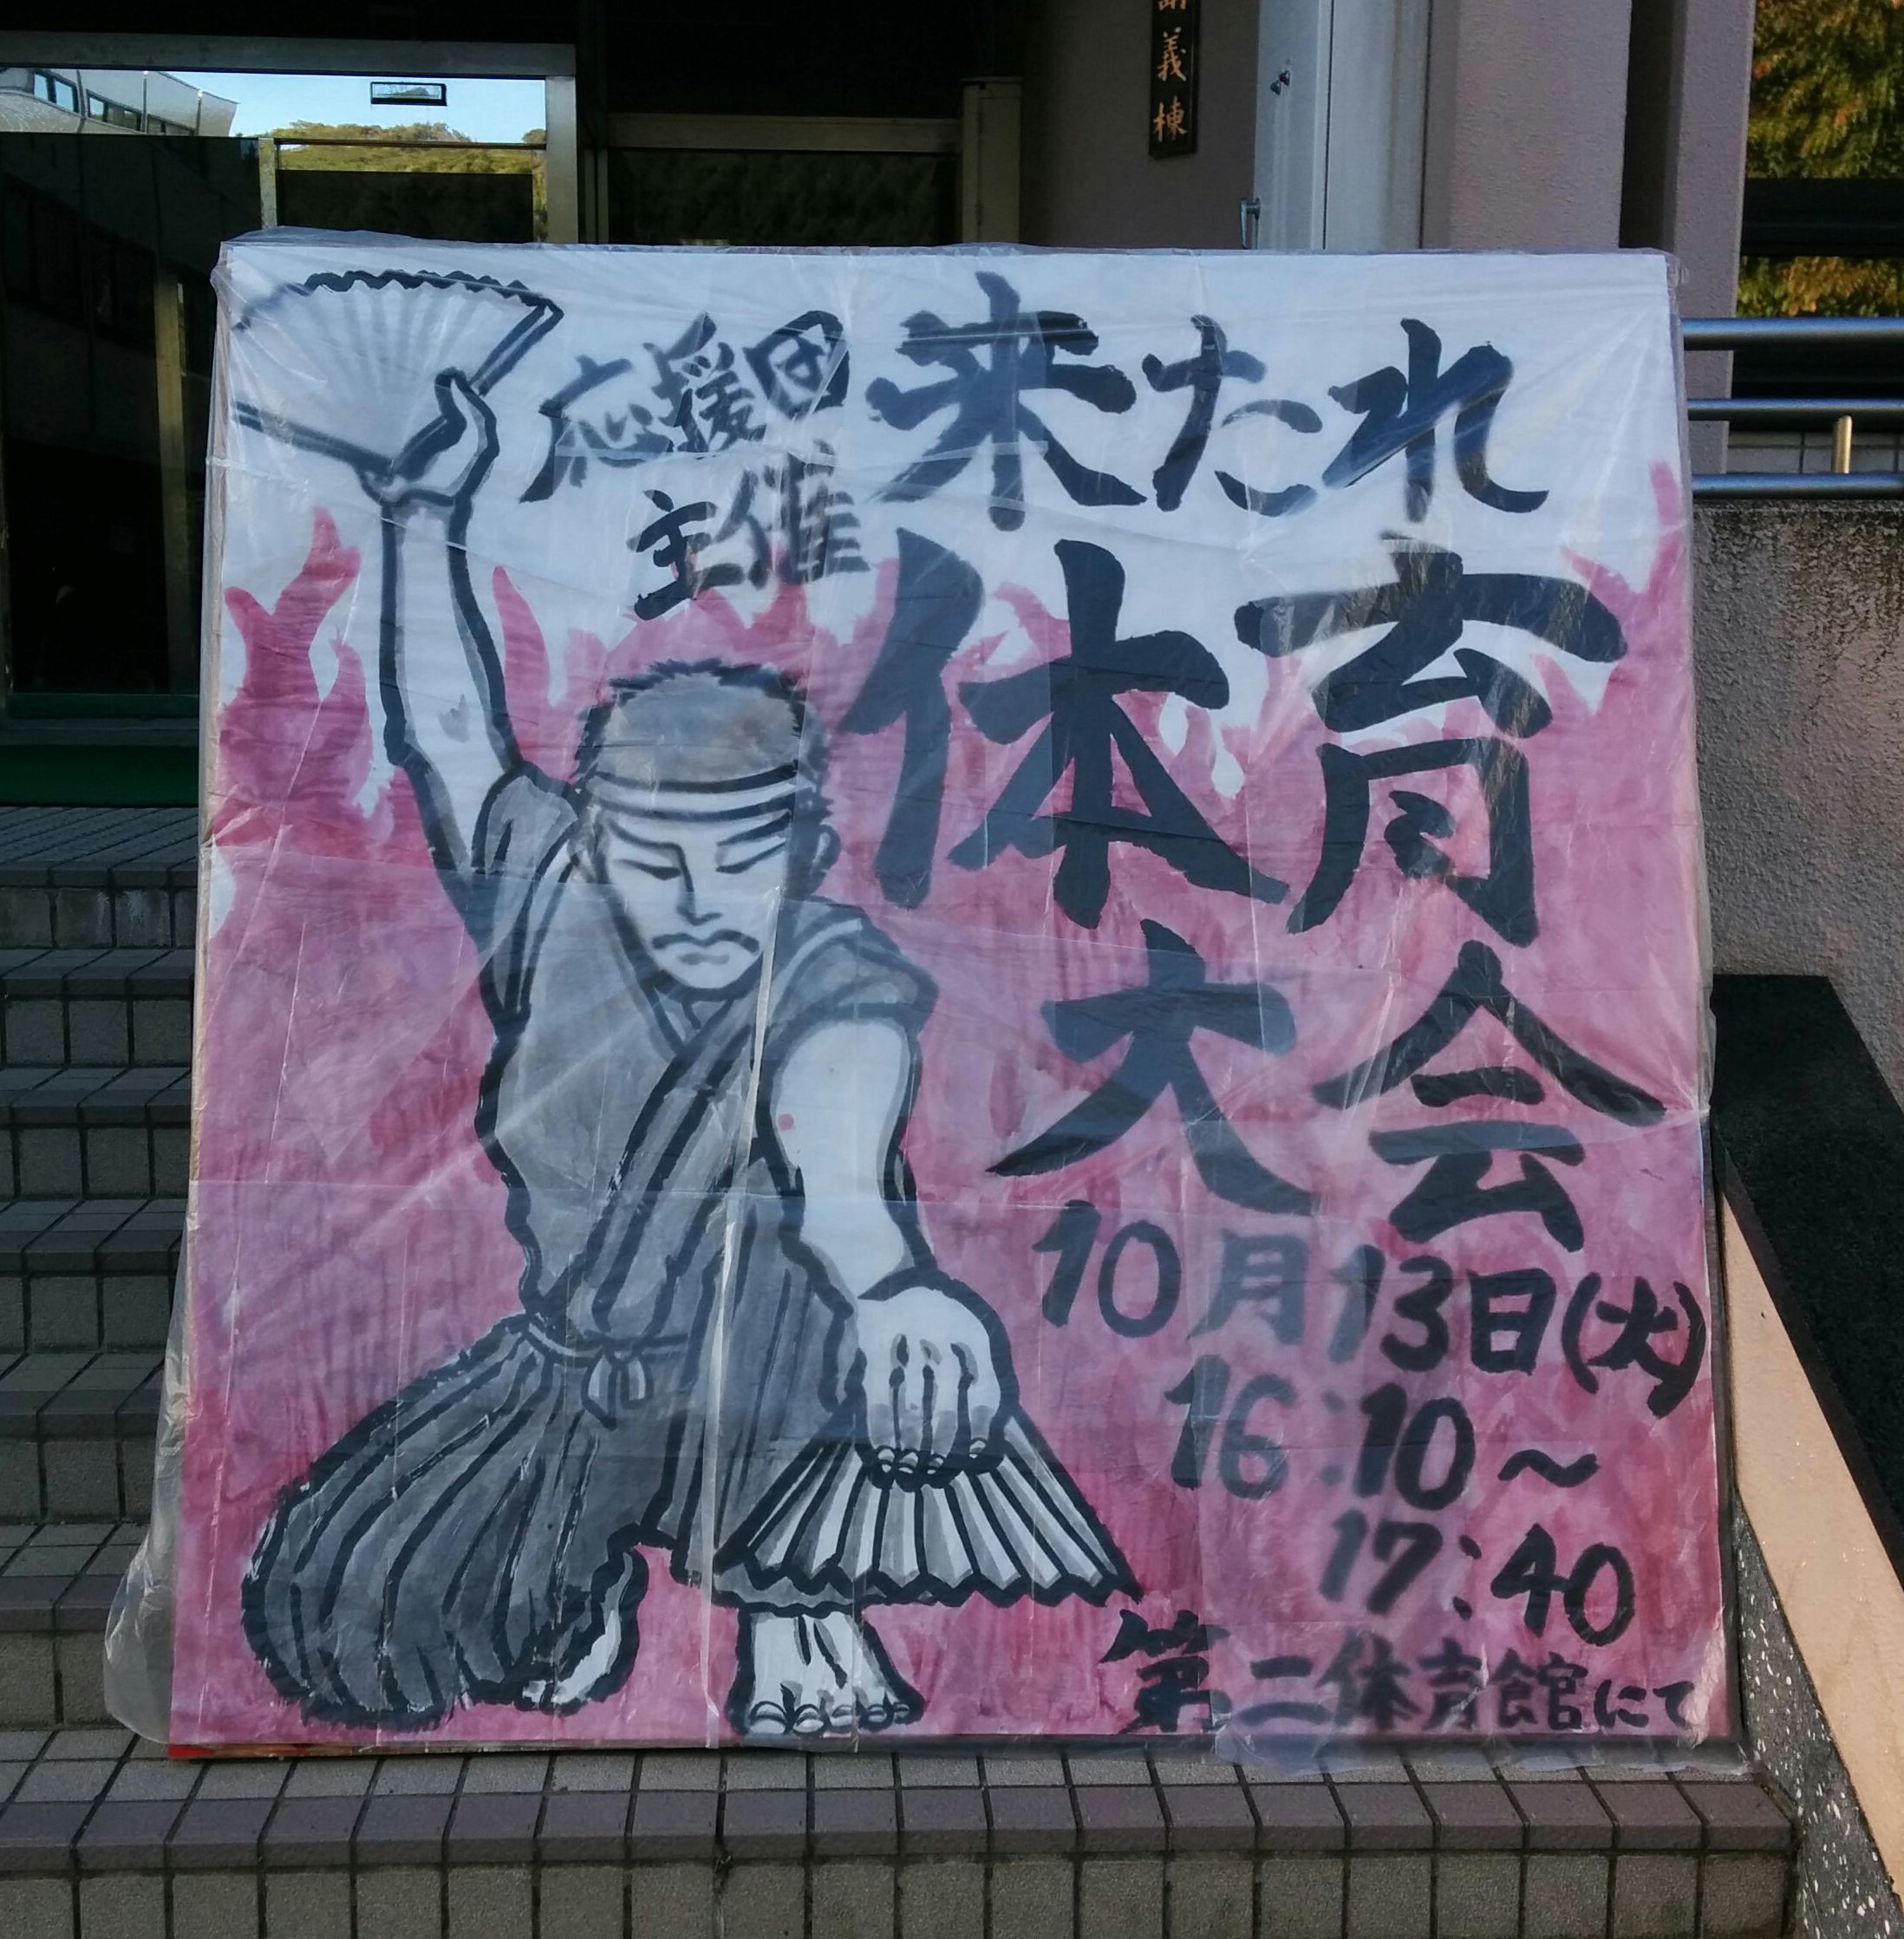 義棟
応援団
主催
来たれ
体育
大会
10月13日(火)
16:10～
17:40
第二体育館にて